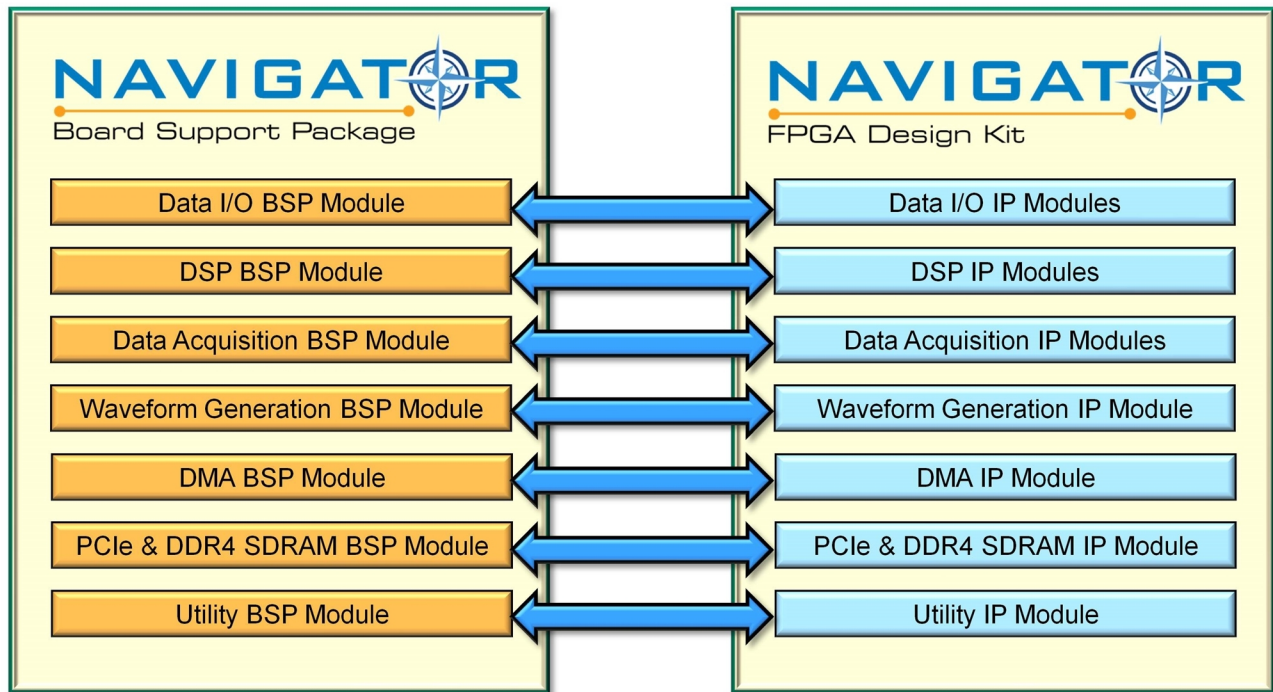 NAVIGATOR
Board Support Package
Data I/O BSP Module
DSP BSP Module
Data Acquisition BSP Module
Waveform Generation BSP Module
DMA BSP Module
PCIe & DDR4 SDRAM BSP Module
Utility BSP Module
NAVIGATOR
FPGA Design Kit
Data I/O IP Modules
DSP IP Modules
Data Acquisition IP Modules
Waveform Generation IP Module
DMA IP Module
PCIe & DDR4 SDRAM IP Module
Utility IP Module